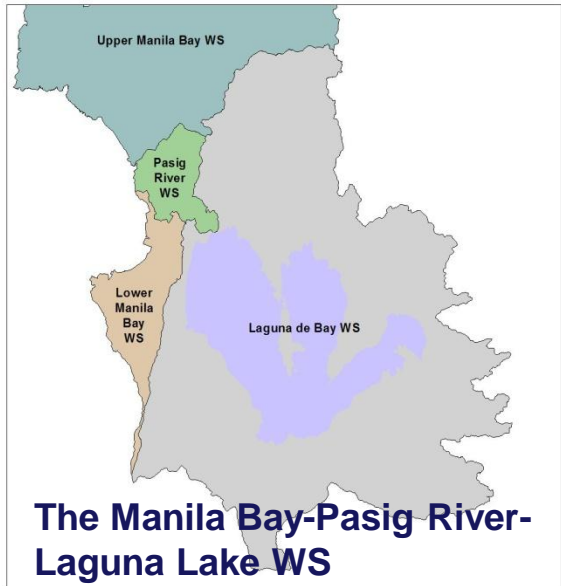 Upper Manila Bay WS
Pasig
River
WS
Lower
Manila
Bay
WS
Laguna de Bay WS
The Manila Bay-Pasig River-
Laguna Lake WS